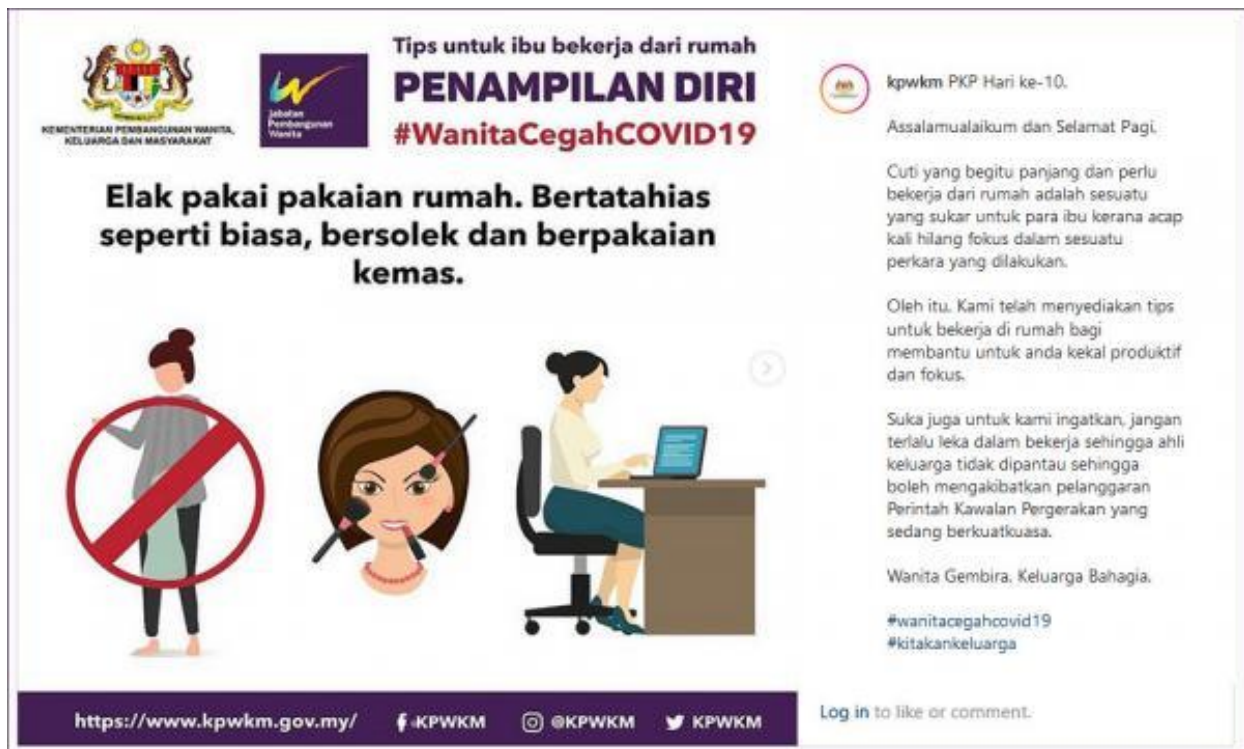 KEMENTERIAN PEMBANGUNAN WANITA,
KELUARGA DAN MASYARAKAT
Jabatan
Pembangunan
Wanita
Tips untuk ibu bekerja dari rumah
PENAMPILAN DIRI
#WanitaCegahCOVID19
Elak pakai pakaian rumah. Bertatahias
seperti biasa, bersolek dan berpakaian
kemas.
https://www.kpwkm.gov.my/
KPWKM
@KPWKM
KPWKM
kpwkm PKP Hari ke-10.
Assalamualaikum dan Selamat Pagi.
Cuti yang begitu panjang dan perlu
bekerja dari rumah adalah sesuatu
yang sukar untuk para ibu kerana acap
kali hilang fokus dalam sesuatu
perkara yang dilakukan.
Oleh itu. Kami telah menyediakan tips
untuk bekerja di rumah bagi
membantu untuk anda kekal produktif
dan fokus.
Suka juga untuk kami ingatkan, jangan
terlalu leka dalam bekerja sehingga ahli
keluarga tidak dipantau sehingga
boleh mengakibatkan pelanggaran
Perintah Kawalan Pergerakan yang
sedang berkuatkuasa.
Wanita Gembira. Keluarga Bahagia.
#wanitacegahcovid19
#kitakankeluarga
Log in to like or comment.